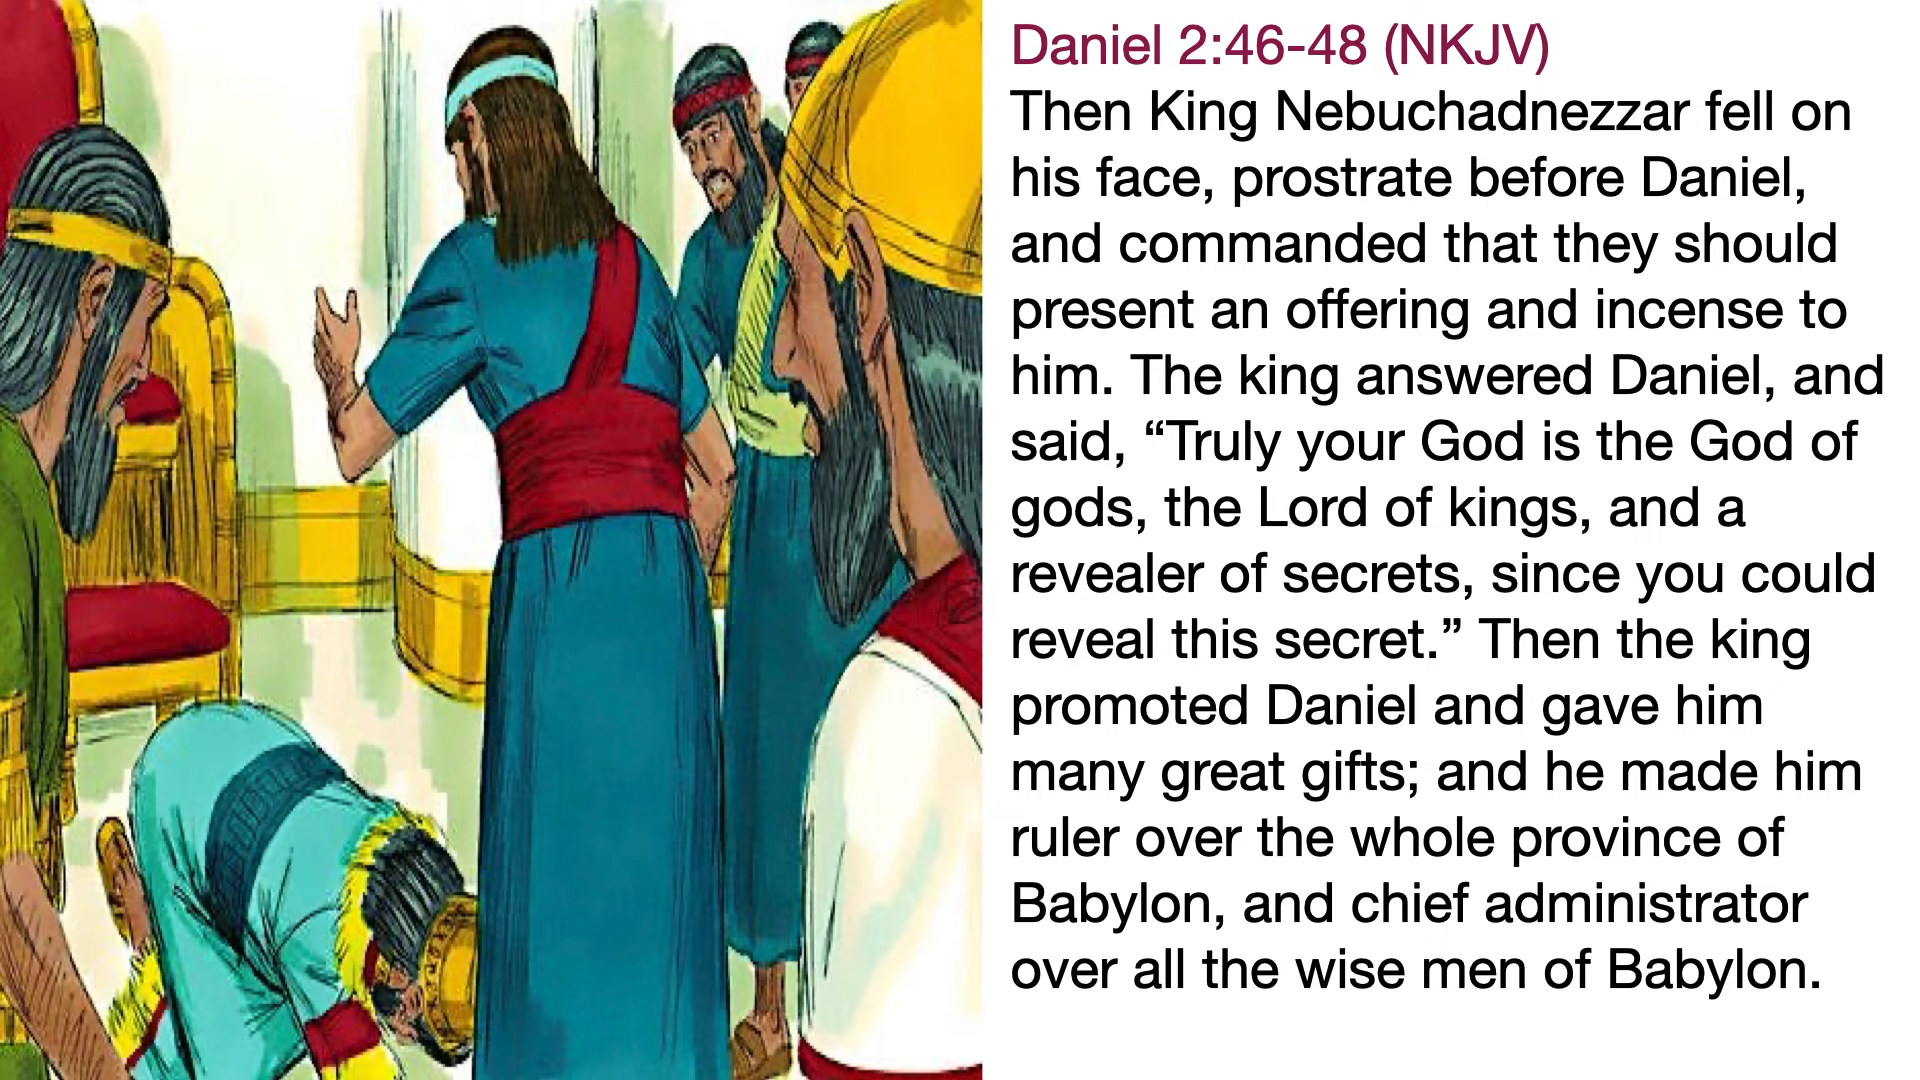 Daniel 2:46-48 (NKJV)
Then King Nebuchadnezzar fell on
his face, prostrate before Daniel,
and commanded that they should
present an offering and incense to
him. The king answered Daniel, and
said, “Truly your God is the God of
gods, the Lord of kings, and a
revealer of secrets, since you could
reveal this secret.” Then the king
promoted Daniel and gave him
many great gifts; and he made him
ruler over the whole province of
Babylon, and chief administrator
over all the wise men of Babylon.